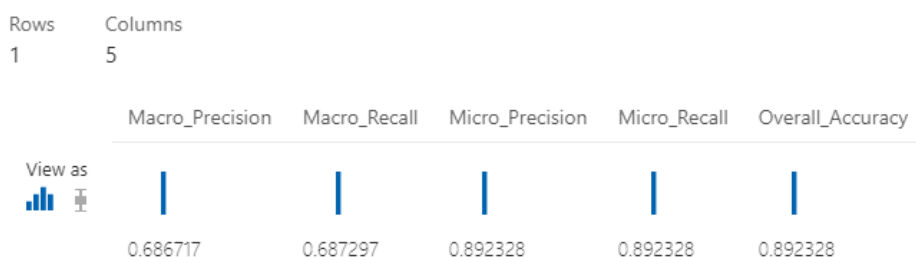 Rows Columns
1 5
Macro_Precision Macro_Recall Micro_Precision Micro_Recall Overall_Accuracy
View as
0.686717 0.687297 0.892328 0.892328 0.892328